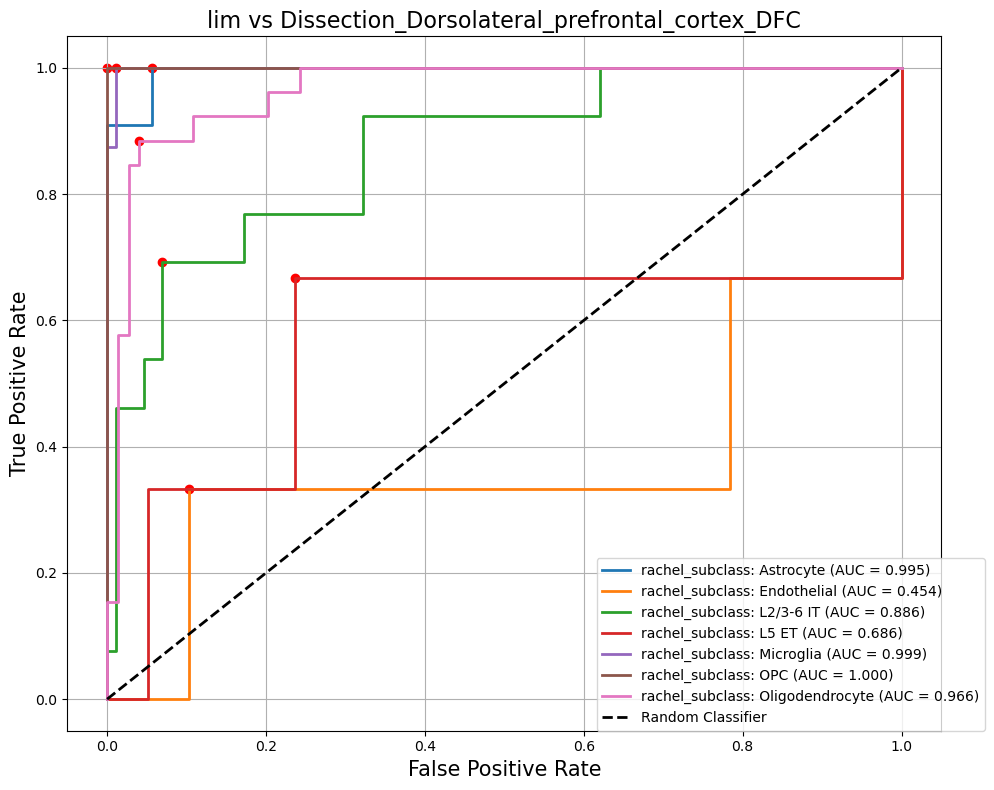 lim vs Dissection_Dorsolateral_prefrontal_cortex_DFC
True Positive Rate
1.0
0.8
0.6
0.4
0.2
0.0
rachel_subclass: Astrocyte (AUC = 0.995)
rachel_subclass: Endothelial (AUC = 0.454)
rachel_subclass: L2/3-6 IT (AUC = 0.886)
rachel_subclass: L5 ET (AUC = 0.686)
rachel_subclass: Microglia (AUC = 0.999)
rachel_subclass: OPC (AUC = 1.000)
rachel_subclass: Oligodendrocyte (AUC = 0.966)
Random Classifier
0.0 0.2 0.4 0.6 0.8 1.0
False Positive Rate